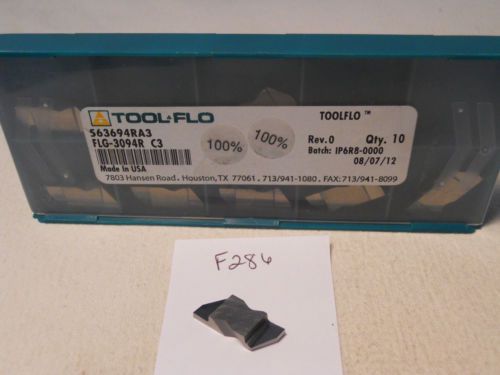 TOOL-FLO
TOOLFLO ™
563694RA3
FLG-3094R C3
100%
100%
Rev.0 Qty. 10
Batch: IP6R8-0000
Made in USA
08/07/12
7803 Hansen Road. Houston,TX 77061 . 713/941-1080 . FAX:713/941-8099
F286